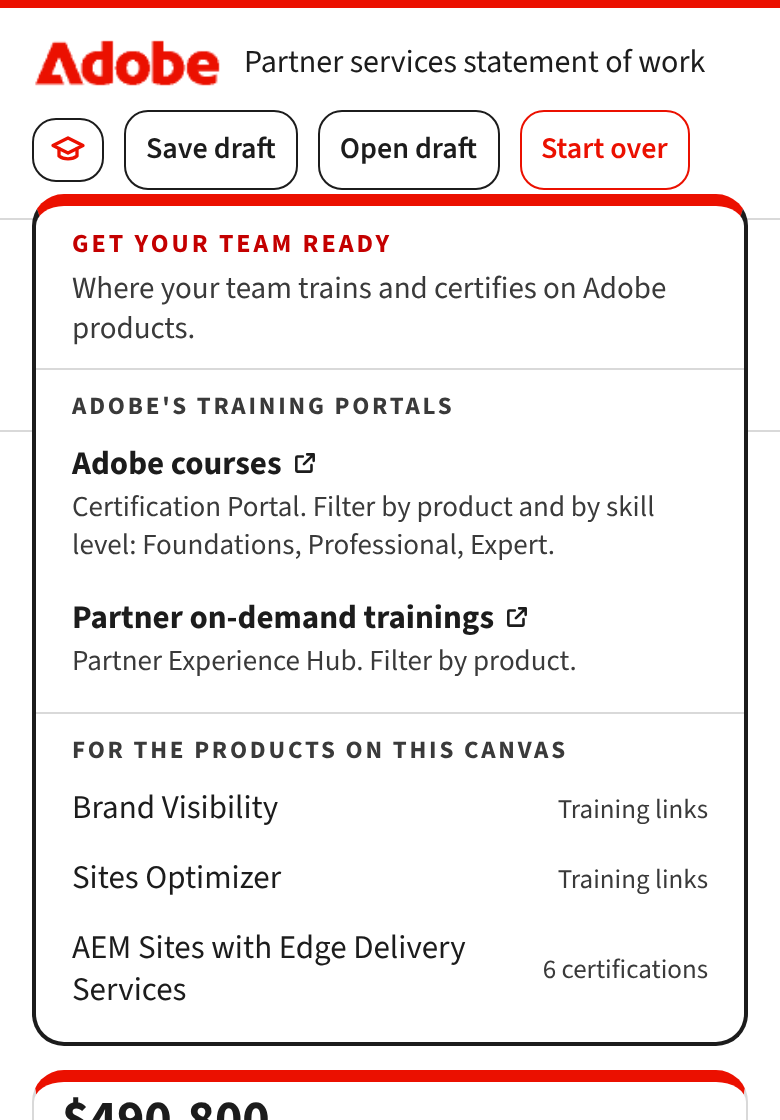 Adobe Partner services statement of work
Save draft Open draft Start over
GET YOUR TEAM READY
Where your team trains and certifies on Adobe
products.
ADOBE'S TRAINING PORTALS
Adobe courses
Certification Portal. Filter by product and by skill
level: Foundations, Professional, Expert.
Partner on-demand trainings
Partner Experience Hub. Filter by product.
FOR THE PRODUCTS ON THIS CANVAS
Brand Visibility Training links
Sites Optimizer Training links
AEM Sites with Edge Delivery
Services 6 certifications
$490,800